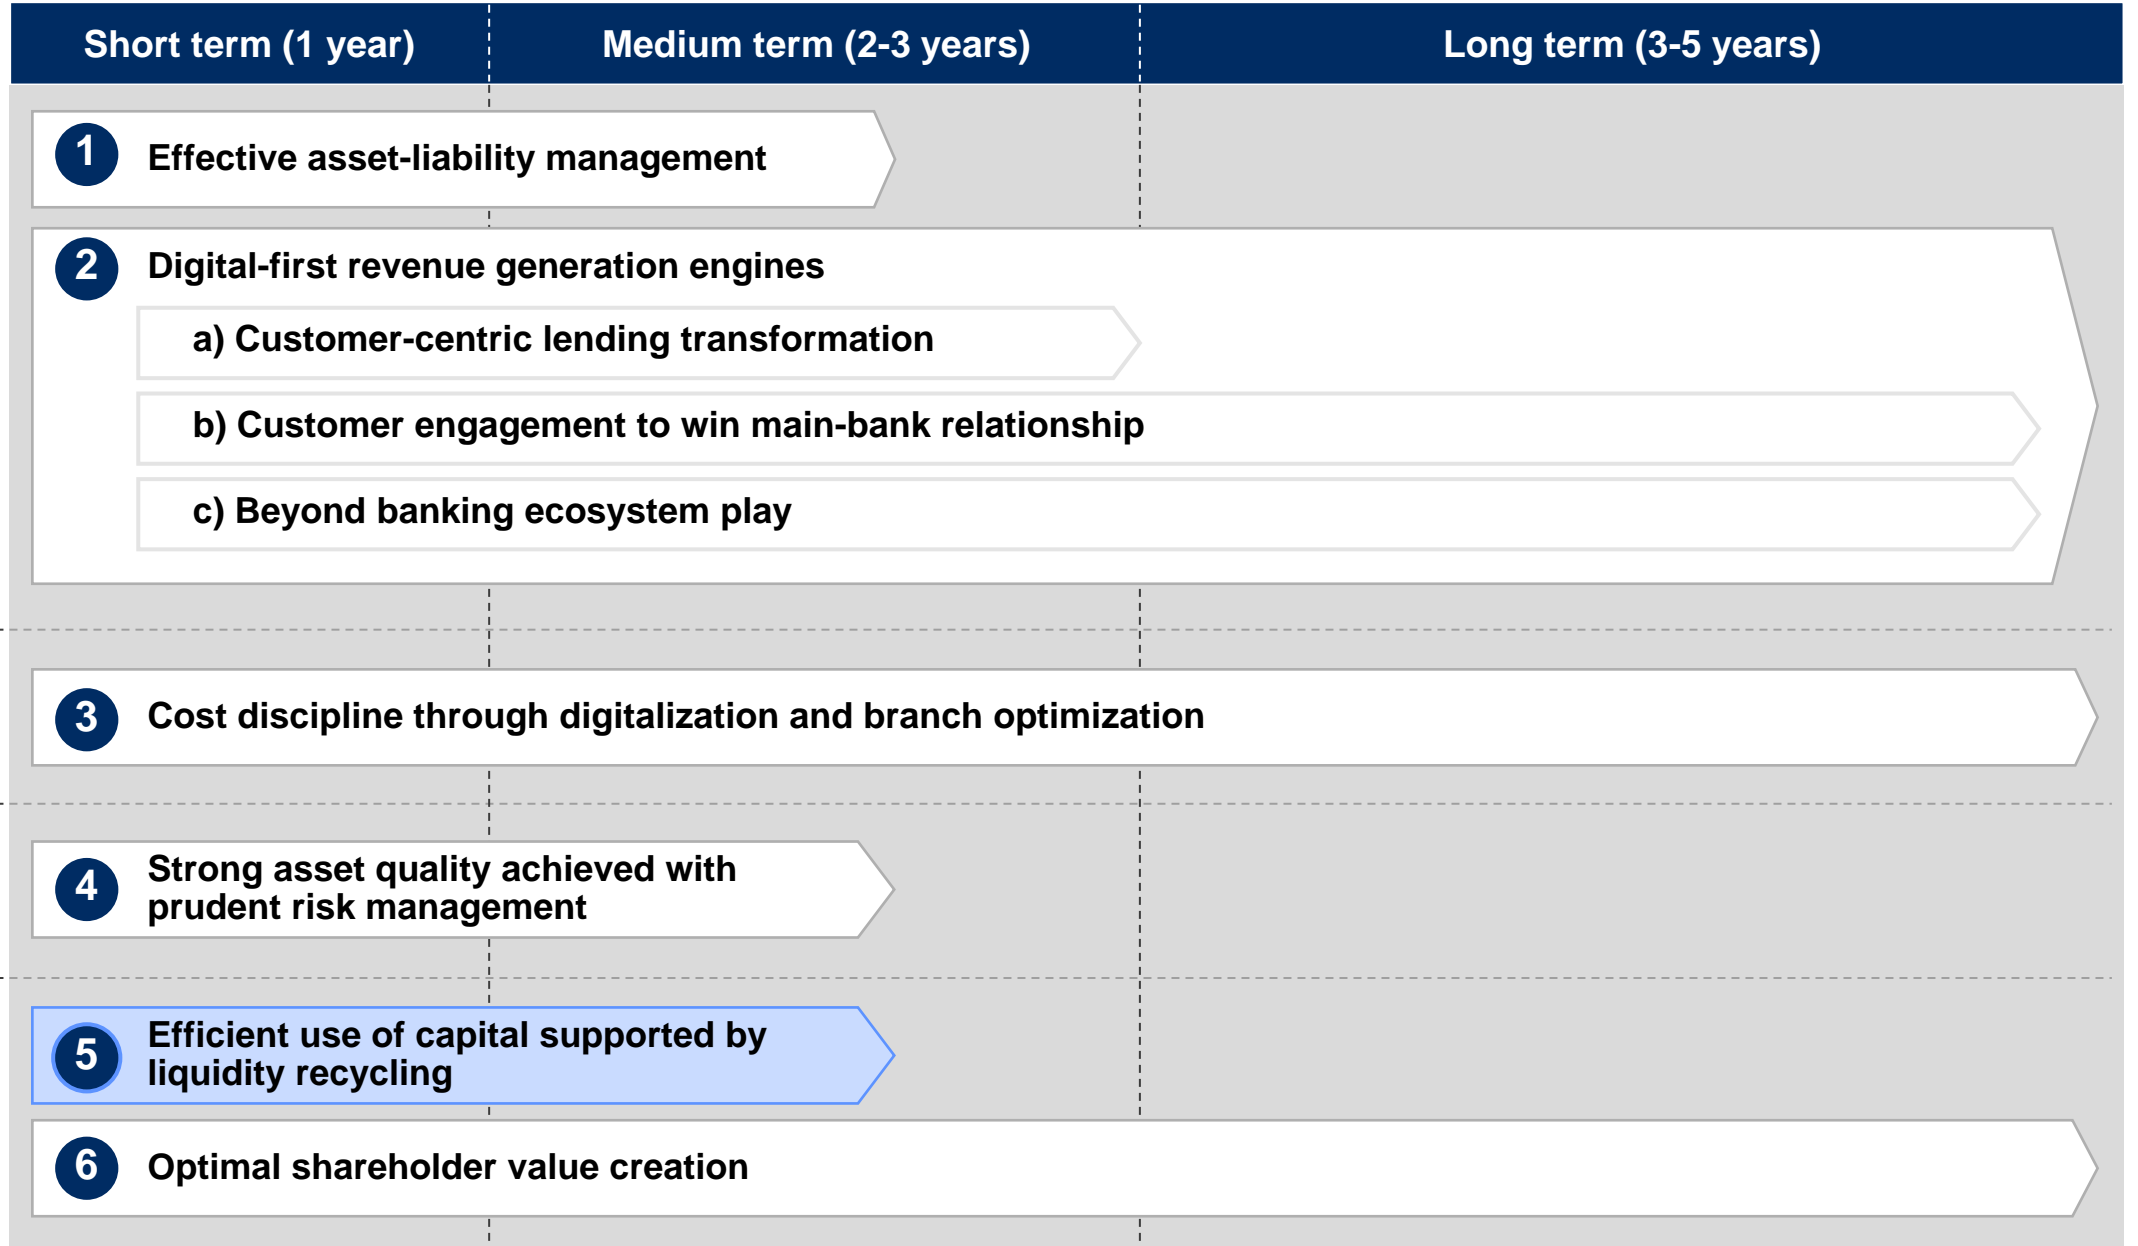 Short term (1 year)
Medium term (2-3 years)
Long term (3-5 years)
1
Effective asset-liability management
2
Digital-first revenue generation engines
a) Customer-centric lending transformation
b) Customer engagement to win main-bank relationship
c) Beyond banking ecosystem play
3
Cost discipline through digitalization and branch optimization
4
Strong asset quality achieved with
prudent risk management
5
Efficient use of capital supported by
liquidity recycling
6
Optimal shareholder value creation